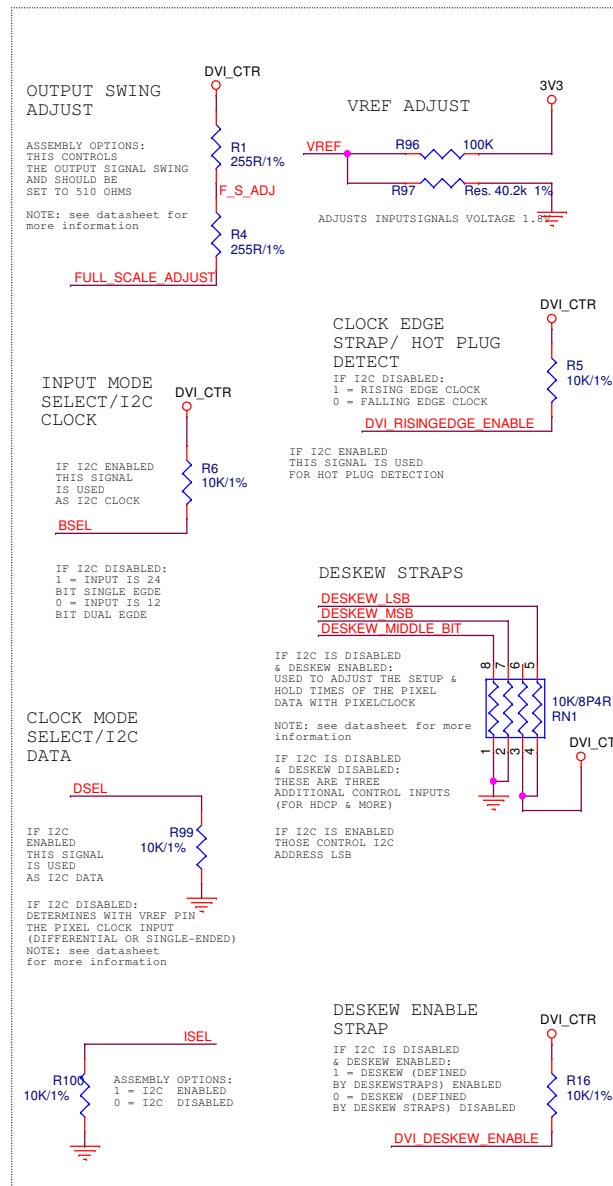 OUTPUT SWING
ADJUST
ASSEMBLY OPTIONS:
THIS CONTROLS
THE OUTPUT SIGNAL SWING
AND SHOULD BE
SET TO 510 OHMS
NOTE: see datasheet for
more information
DVI_CTR
R1
255R/1%
F_S_ADJ
R4
255R/1%
FULL_SCALE_ADJUST
VREF ADJUST
3V3
VREF
R96
100K
R97
Res. 40.2k 1%
ADJUSTS INPUTSIGNALS VOLTAGE 1.8V
CLOCK EDGE
STRAP/ HOT PLUG
DETECT
IF I2C DISABLED:
1 = RISING EDGE CLOCK
0 = FALLING EDGE CLOCK
DVI_CTR
R5
10K/1%
DVI_RISINGEDGE_ENABLE
IF I2C ENABLED
THIS SIGNAL IS USED
FOR HOT PLUG DETECTION
INPUT MODE
SELECT/I2C
CLOCK
DVI_CTR
IF I2C ENABLED
THIS SIGNAL
IS USED
AS I2C CLOCK
R6
10K/1%
BSEL
IF I2C DISABLED:
1 = INPUT IS 24
BIT SINGLE EGDE
0 = INPUT IS 12
BIT DUAL EGDE
DESKEW STRAPS
DESKEW_LSB
DESKEW_MSB
DESKEW_MIDDLE_BIT
IF I2C IS DISABLED
& DESKEW ENABLED:
USED TO ADJUST THE SETUP &
HOLD TIMES OF THE PIXEL
DATA WITH PIXELCLOCK
NOTE: see datasheet for more
information
IF I2C IS DISABLED
& DESKEW DISABLED:
THESE ARE THREE
ADDITIONAL CONTROL INPUTS
(FOR HDCP & MORE)
IF I2C IS ENABLED
THOSE CONTROL I2C
ADDRESS LSB
8 7 6 5
10K/8P4R
RN1
1 2 3 4
DVI_CT
CLOCK MODE
SELECT/I2C
DATA
DSEL
IF I2C
ENABLED
THIS SIGNAL
IS USED
AS I2C DATA
R99
10K/1%
IF I2C DISABLED:
DETERMINES WITH VREF PIN
THE PIXEL CLOCK INPUT
(DIFFERENTIAL OR SINGLE-ENDED)
NOTE: see datasheet
for more information
ISEL
R100
10K/1%
ASSEMBLY OPTIONS:
1 = I2C ENABLED
0 = I2C DISABLED
DESKEW ENABLE
STRAP
IF I2C IS DISABLED
& DESKEW ENABLED:
1 = DESKEW (DEFINED
BY DESKEWSTRAPS) ENABLED
0 = DESKEW (DEFINED
BY DESKEW STRAPS) DISABLED
DVI_CTR
R16
10K/1%
DVI_DESKEW_ENABLE